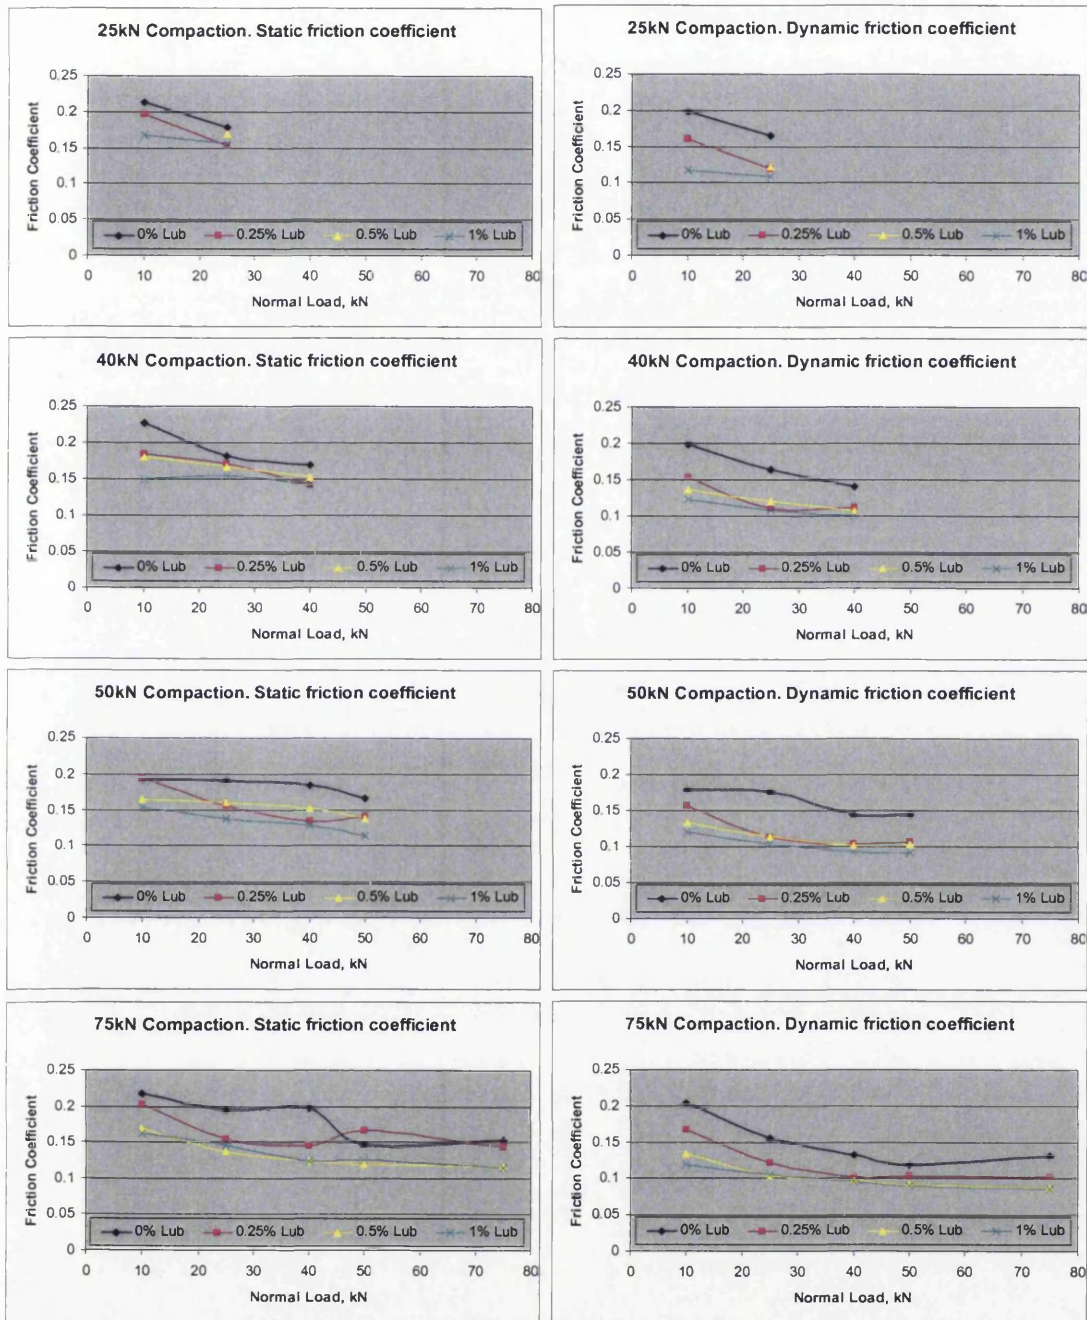 25kN Compaction. Static friction coefficient
Friction Coefficient
0.25
0.2
0.15
0.1
0.05
0
0% Lub 0.25% Lub 0.5% Lub 1% Lub
0 10 20 30 40 50 60 70 80
Normal Load, kN
25kN Compaction. Dynamic friction coefficient
Friction Coefficient
0.25
0.2
0.15
0.1
0.05
0
0% Lub 0.25% Lub 0.5% Lub 1% Lub
0 10 20 30 40 50 60 70 80
Normal Load, kN
40kN Compaction. Static friction coefficient
Friction Coefficient
0.25
0.2
0.15
0.1
0.05
0
0% Lub 0.25% Lub 0.5% Lub 1% Lub
0 10 20 30 40 50 60 70 80
Normal Load, kN
40kN Compaction. Dynamic friction coefficient
Friction Coefficient
0.25
0.2
0.15
0.1
0.05
0
0% Lub 0.25% Lub 0.5% Lub 1% Lub
0 10 20 30 40 50 60 70 80
Normal Load, kN
50kN Compaction. Static friction coefficient
Friction Coefficient
0.25
0.2
0.15
0.1
0.05
0
0% Lub 0.25% Lub 0.5% Lub 1% Lub
0 10 20 30 40 50 60 70 80
Normal Load, kN
50kN Compaction. Dynamic friction coefficient
Friction Coefficient
0.25
0.2
0.15
0.1
0.05
0
0% Lub 0.25% Lub 0.5% Lub 1% Lub
0 10 20 30 40 50 60 70 80
Normal Load, kN
75kN Compaction. Static friction coefficient
Friction Coefficient
0.25
0.2
0.15
0.1
0.05
0
0% Lub 0.25% Lub 0.5% Lub 1% Lub
0 10 20 30 40 50 60 70 80
Normal Load, kN
75kN Compaction. Dynamic friction coefficient
Friction Coefficient
0.25
0.2
0.15
0.1
0.05
0
0% Lub 0.25% Lub 0.5% Lub 1% Lub
0 10 20 30 40 50 60 70 80
Normal Load, kN